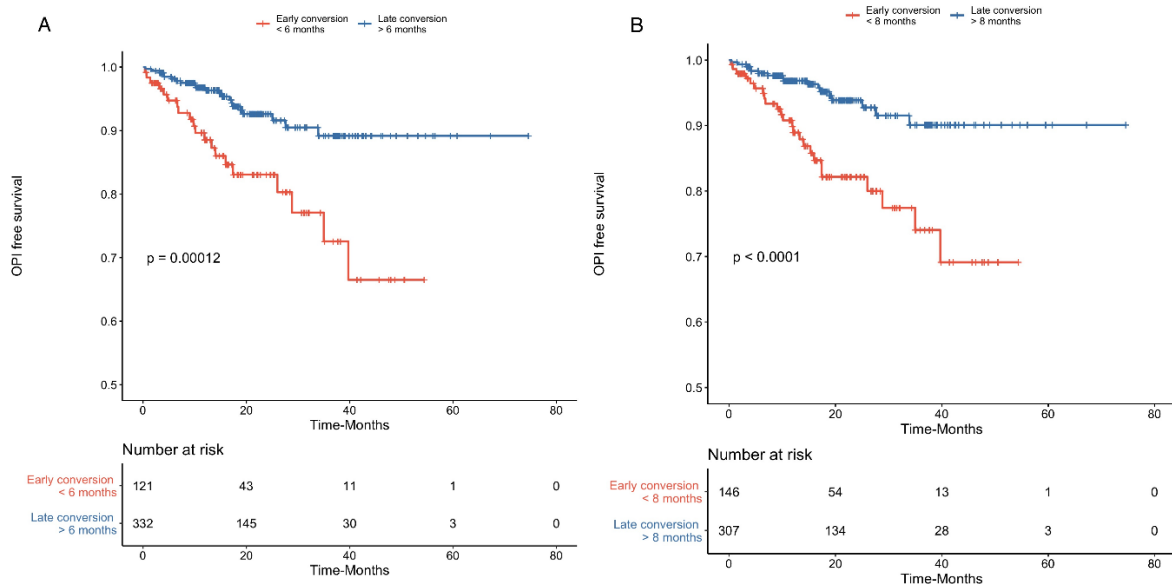 A
Early conversion
< 6 months
Late conversion
> 6 months
OPI free survival
1.0
0.9
0.8
0.7
0.6
0.5
p = 0.00012
0 20 40 60 80
Time-Months
Number at risk
Early conversion
< 6 months
121 43 11 1 0
Late conversion
> 6 months
332 145 30 3 0
0 20 40 60 80
Time-Months
B
Early conversion
< 8 months
Late conversion
> 8 months
OPI free survival
1.0
0.9
0.8
0.7
0.6
0.5
p < 0.0001
0 20 40 60 80
Time-Months
Number at risk
Early conversion
< 8 months
146 54 13 1 0
Late conversion
> 8 months
307 134 28 3 0
0 20 40 60 80
Time-Months